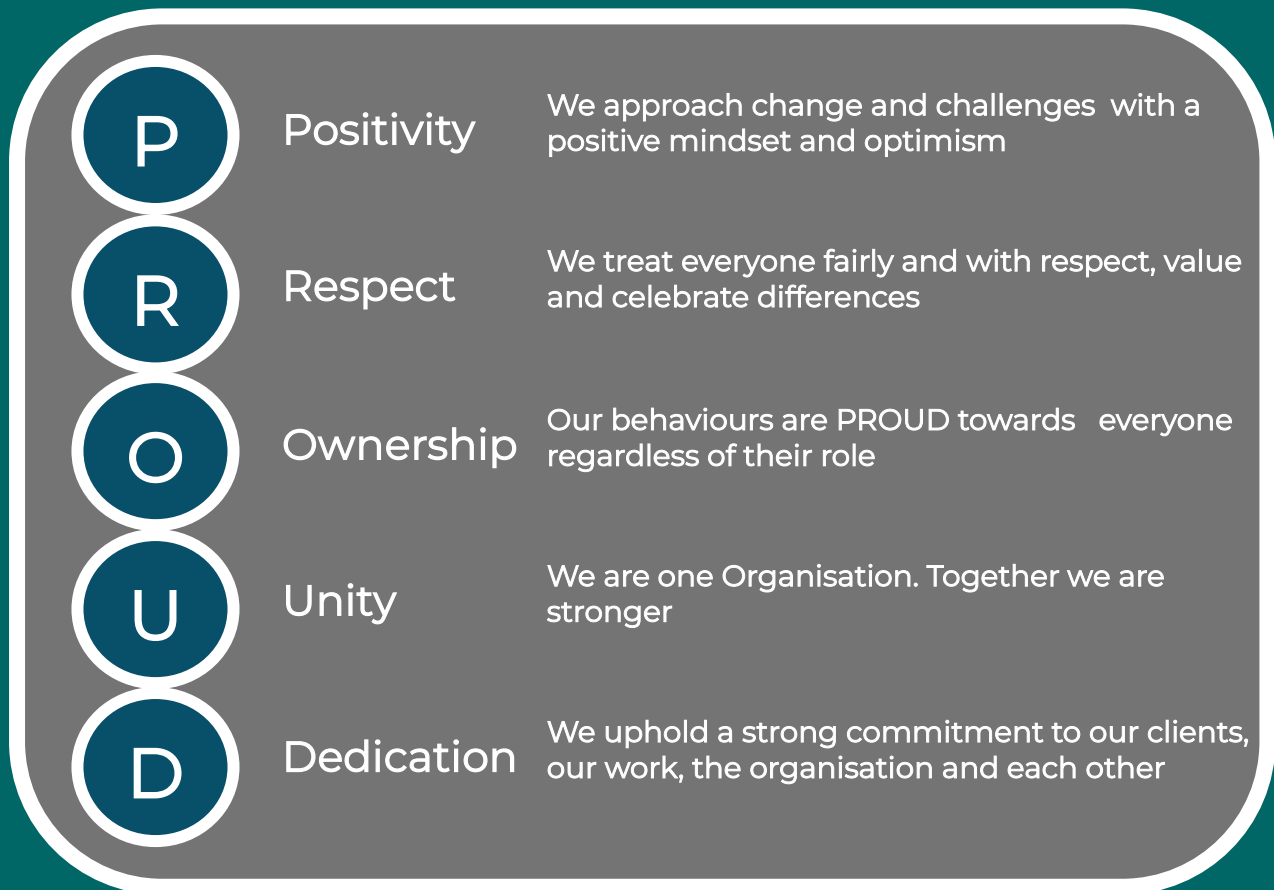 P
Positivity
We approach change and challenges  with a
positive mindset and optimism
R
Respect
We treat everyone fairly and with respect, value
and celebrate differences
O
Ownership
Our behaviours are PROUD towards   everyone
regardless of their role
U
Unity
We are one Organisation. Together we are
stronger
D
Dedication
We uphold a strong commitment to our clients,
our work, the organisation and each other